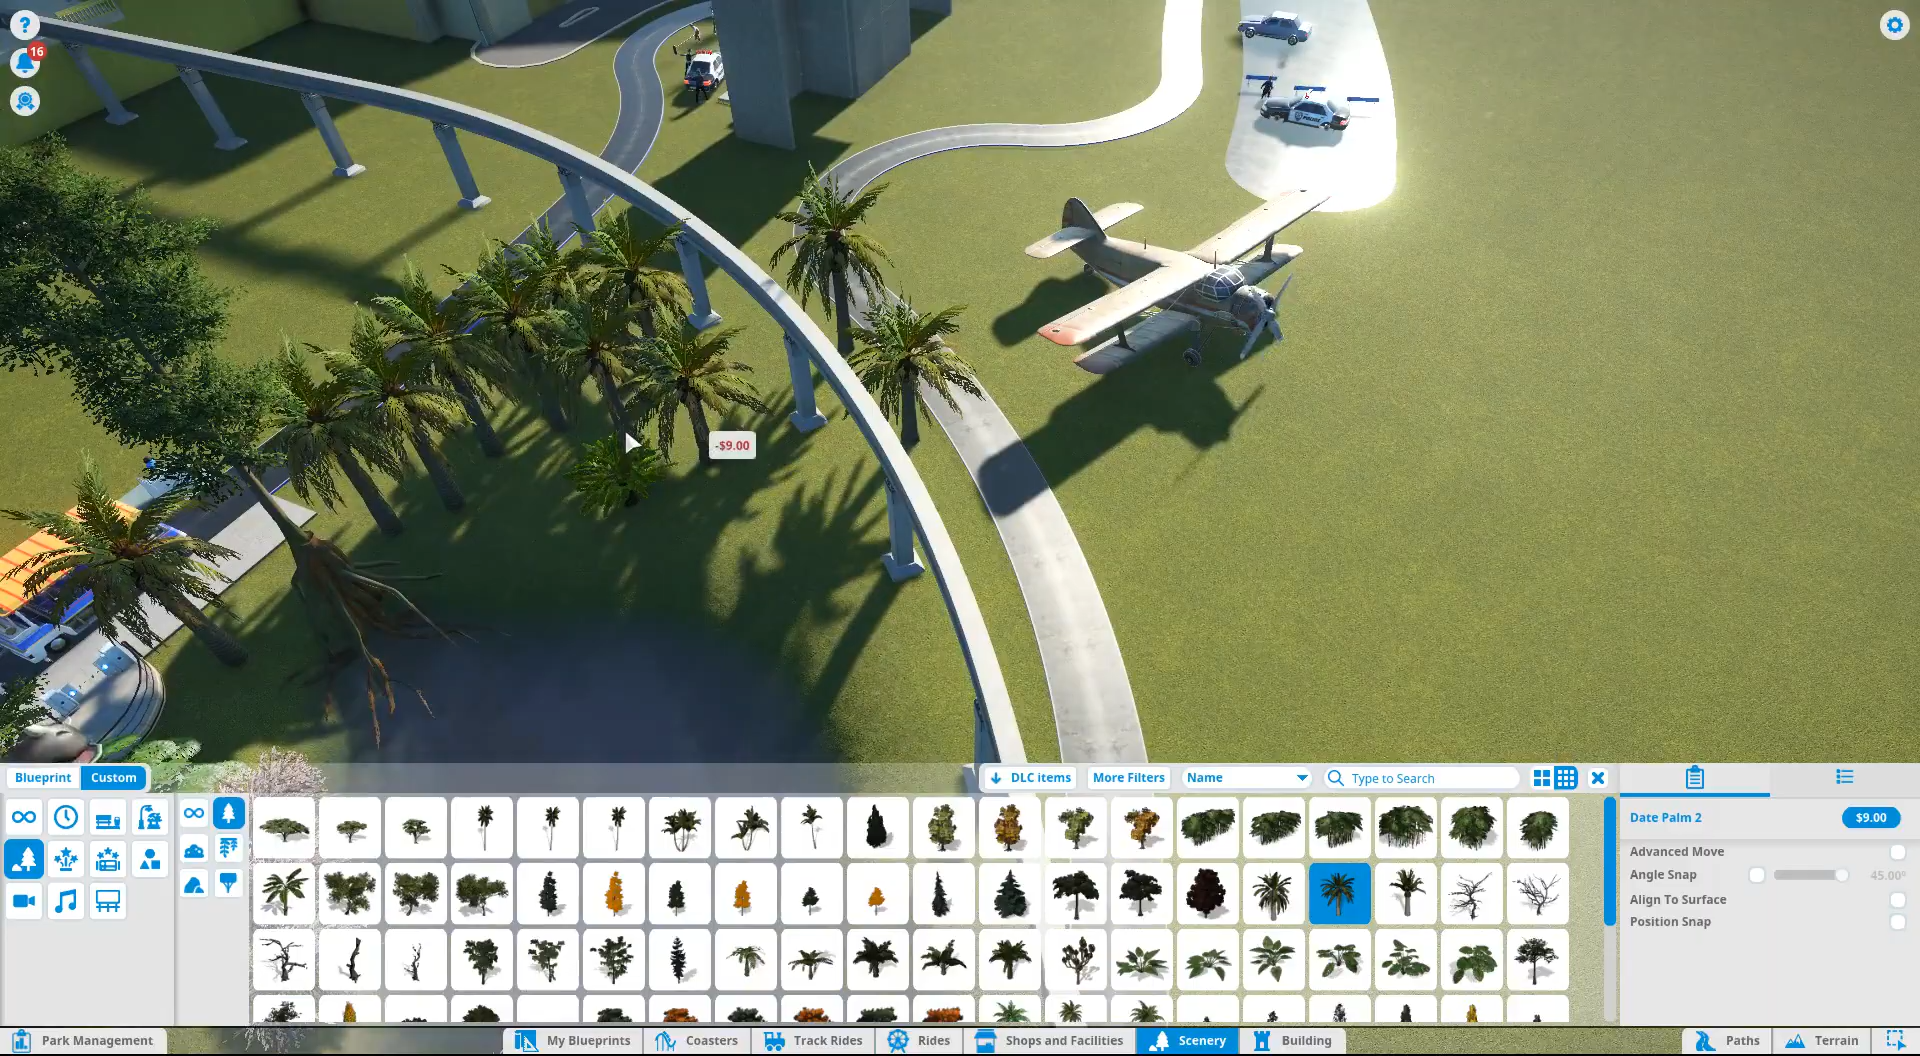 ?
16
POLICE
-$9.00
Blueprint Custom
DLC items More Filters Name Type to Search
Date Palm 2 $9.00
Advanced Move
Angle Snap 45.00°
Align To Surface
Position Snap
Park Management My Blueprints Coasters Track Rides Rides Shops and Facilities Scenery Building Paths Terrain